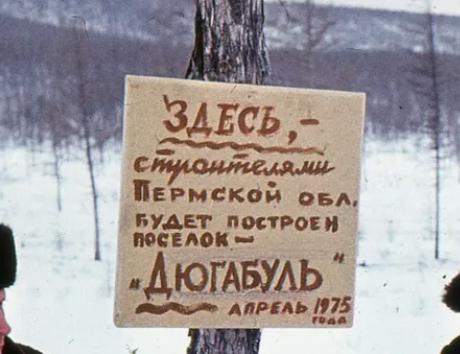 ЗДЕСЬ,-
строителями
ПЕРМСКОЙ ОБЛ.
БУДЕТ ПОСТРОЕН
ПОСЕЛОК —
„ДЮГАБУЛЬ"
АПРЕЛЬ 1975
ГОДА